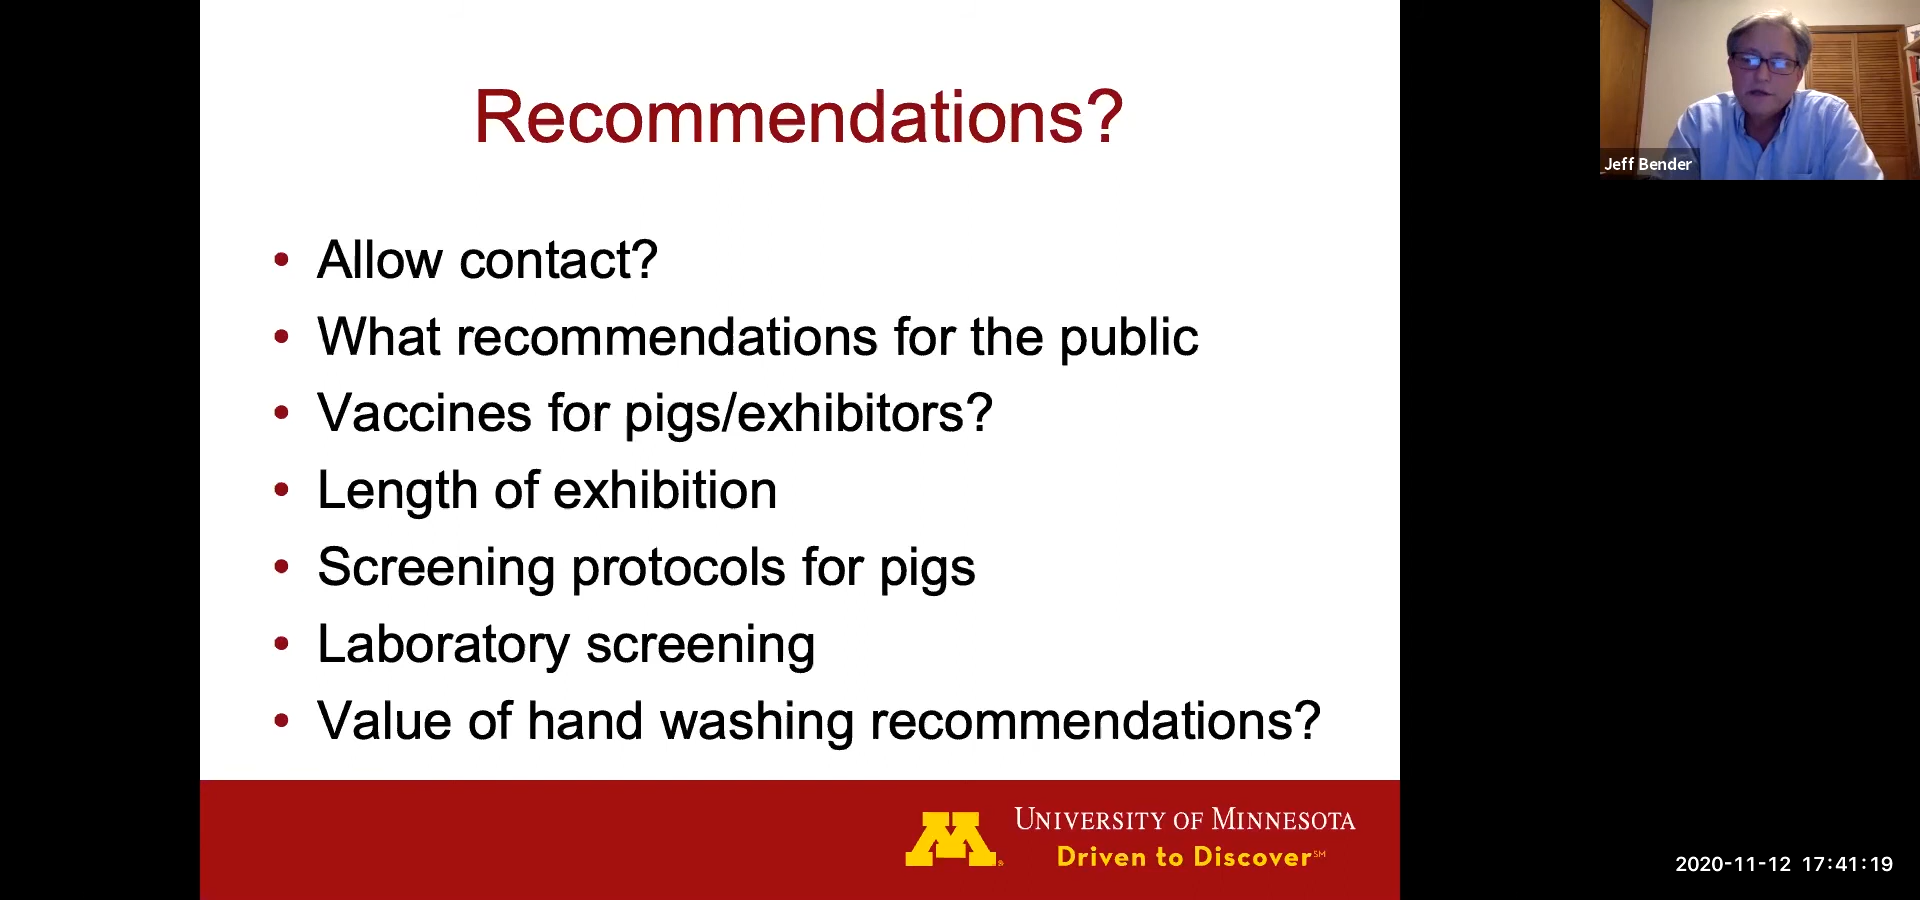 Recommendations?
• Allow contact?
• What recommendations for the public
• Vaccines for pigs/exhibitors?
• Length of exhibition
• Screening protocols for pigs
• Laboratory screening
• Value of hand washing recommendations?
UNIVERSITY OF MINNESOTA
Driven to Discover℠
Jeff Bender
2020-11-12 17:41:19